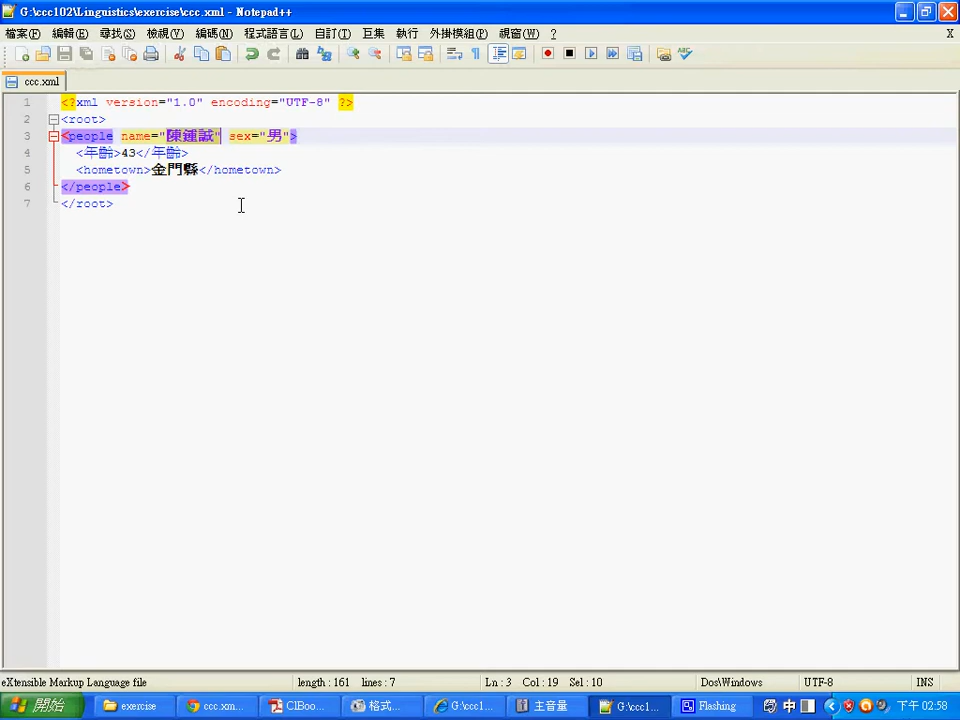 G:\ccc102\Linguistics\exercise\ccc.xml - Notepad++
檔案(F) 編輯(E) 尋找(S) 檢視(V) 編碼(N) 程式語言(L) 自訂(T) 巨集 執行 外掛模組(P) 視窗(W) ? X
ccc.xml
1 <?xml version="1.0" encoding="UTF-8" ?>
2 <root>
3 <people name="陳鍾誠" sex="男">
4 <年齡>43</年齡>
5 <hometown>金門縣</hometown>
6 </people>
7 </root>
eXtensible Markup Language file length : 161 lines : 7 Ln : 3 Col : 19 Sel : 10 Dos\Windows UTF-8 INS
開始 exercise ccc.xm... ClBoo... 格式... G:\ccc1... 主音量 G:\ccc1... Flashing 中 下午 02:58